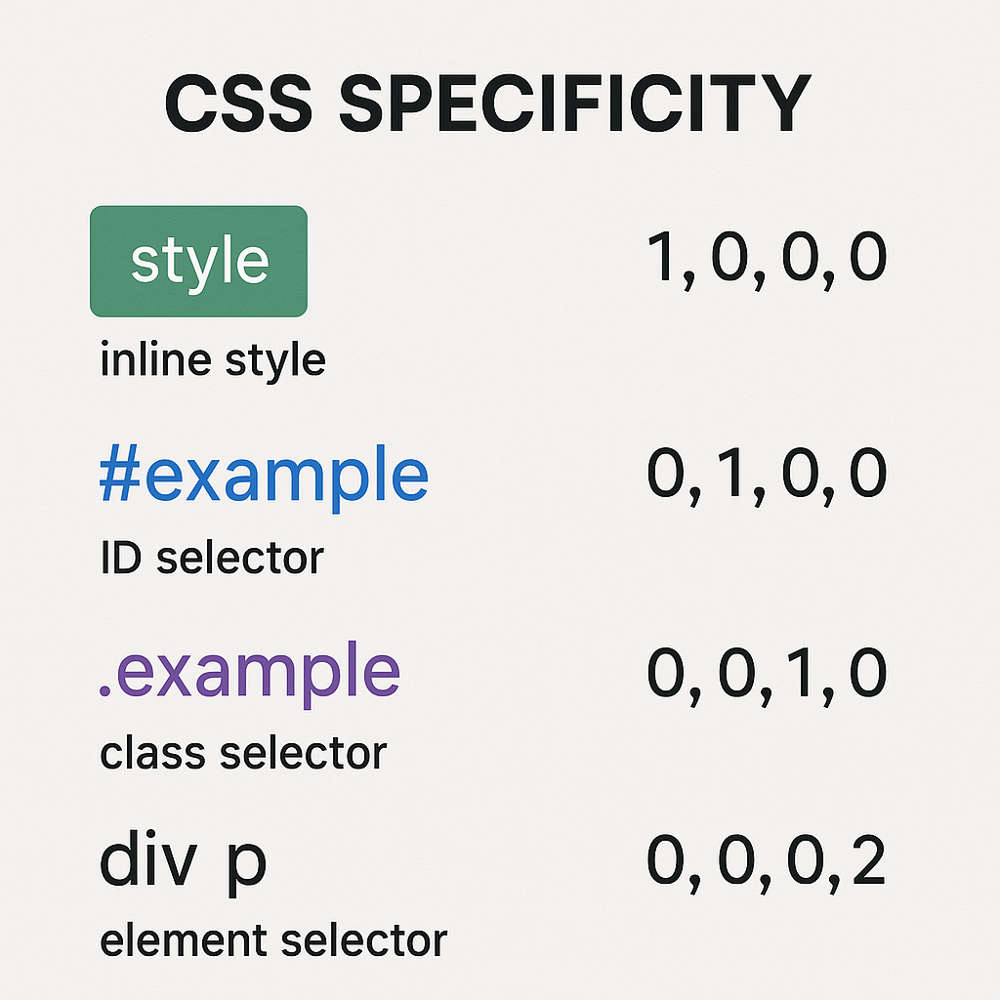 CSS SPECIFICITY
style 1, 0, 0, 0
inline style
#example 0, 1, 0, 0
ID selector
.example 0, 0, 1, 0
class selector
div p 0, 0, 0, 2
element selector